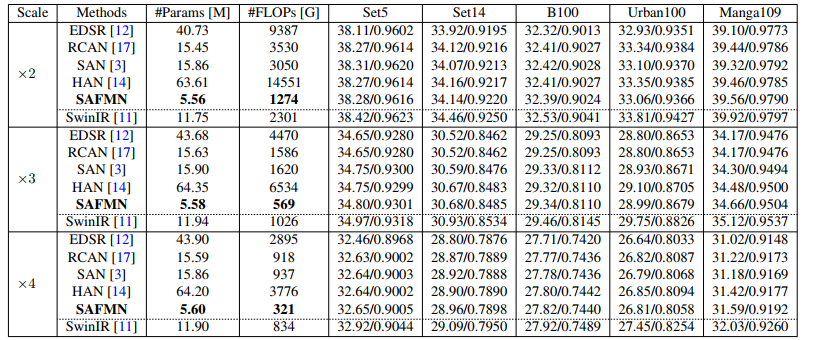 Scale Methods #Params [M] #FLOPs [G] Set5 Set14 B100 Urban100 Manga109
×2
EDSR [12] 40.73 9387 38.11/0.9602 33.92/0.9195 32.32/0.9013 32.93/0.9351 39.10/0.9773
RCAN [17] 15.45 3530 38.27/0.9614 34.12/0.9216 32.41/0.9027 33.34/0.9384 39.44/0.9786
SAN [3] 15.86 3050 38.31/0.9620 34.07/0.9213 32.42/0.9028 33.10/0.9370 39.32/0.9792
HAN [14] 63.61 14551 38.27/0.9614 34.16/0.9217 32.41/0.9027 33.35/0.9385 39.46/0.9785
SAFMN 5.56 1274 38.28/0.9616 34.14/0.9220 32.39/0.9024 33.06/0.9366 39.56/0.9790
SwinIR [11] 11.75 2301 38.42/0.9623 34.46/0.9250 32.53/0.9041 33.81/0.9427 39.92/0.9797
×3
EDSR [12] 43.68 4470 34.65/0.9280 30.52/0.8462 29.25/0.8093 28.80/0.8653 34.17/0.9476
RCAN [17] 15.63 1586 34.65/0.9280 30.52/0.8462 29.25/0.8093 28.80/0.8653 34.17/0.9476
SAN [3] 15.90 1620 34.75/0.9300 30.59/0.8476 29.33/0.8112 28.93/0.8671 34.30/0.9494
HAN [14] 64.35 6534 34.75/0.9299 30.67/0.8483 29.32/0.8110 29.10/0.8705 34.48/0.9500
SAFMN 5.58 569 34.80/0.9301 30.68/0.8485 29.34/0.8110 28.99/0.8679 34.66/0.9504
SwinIR [11] 11.94 1026 34.97/0.9318 30.93/0.8534 29.46/0.8145 29.75/0.8826 35.12/0.9537
×4
EDSR [12] 43.90 2895 32.46/0.8968 28.80/0.7876 27.71/0.7420 26.64/0.8033 31.02/0.9148
RCAN [17] 15.59 918 32.63/0.9002 28.87/0.7889 27.77/0.7436 26.82/0.8087 31.22/0.9173
SAN [3] 15.86 937 32.64/0.9003 28.92/0.7888 27.78/0.7436 26.79/0.8068 31.18/0.9169
HAN [14] 64.20 3776 32.64/0.9002 28.90/0.7890 27.80/0.7442 26.85/0.8094 31.42/0.9177
SAFMN 5.60 321 32.65/0.9005 28.96/0.7898 27.82/0.7440 26.81/0.8058 31.59/0.9192
SwinIR [11] 11.90 834 32.92/0.9044 29.09/0.7950 27.92/0.7489 27.45/0.8254 32.03/0.9260